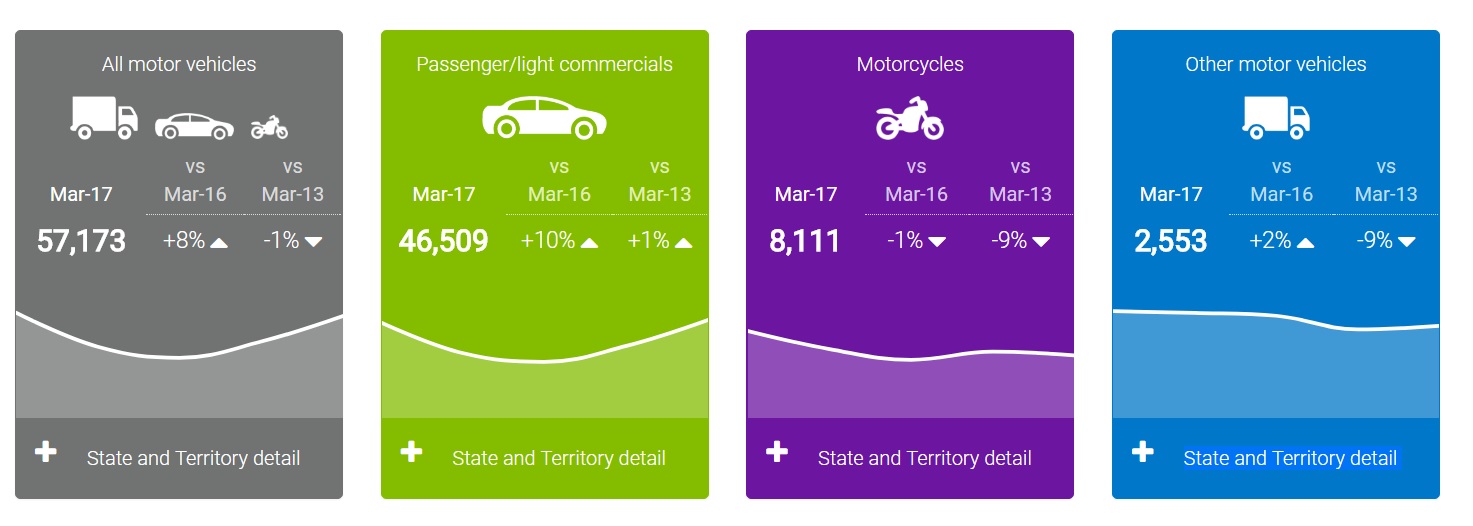 All motor vehicles
vs vs
Mar-17 Mar-16 Mar-13
57,173 +8% -1%
State and Territory detail
Passenger/light commercials
vs vs
Mar-17 Mar-16 Mar-13
46,509 +10% +1%
State and Territory detail
Motorcycles
vs vs
Mar-17 Mar-16 Mar-13
8,111 -1% -9%
State and Territory detail
Other motor vehicles
vs vs
Mar-17 Mar-16 Mar-13
2,553 +2% -9%
State and Territory detail